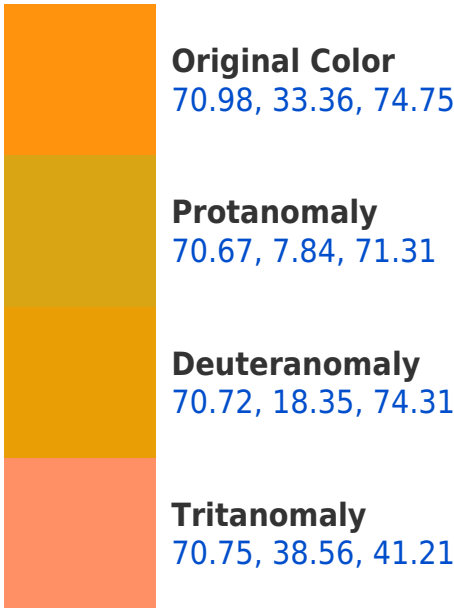 Original Color
70.98, 33.36, 74.75
Protanomaly
70.67, 7.84, 71.31
Deuteranomaly
70.72, 18.35, 74.31
Tritanomaly
70.75, 38.56, 41.21